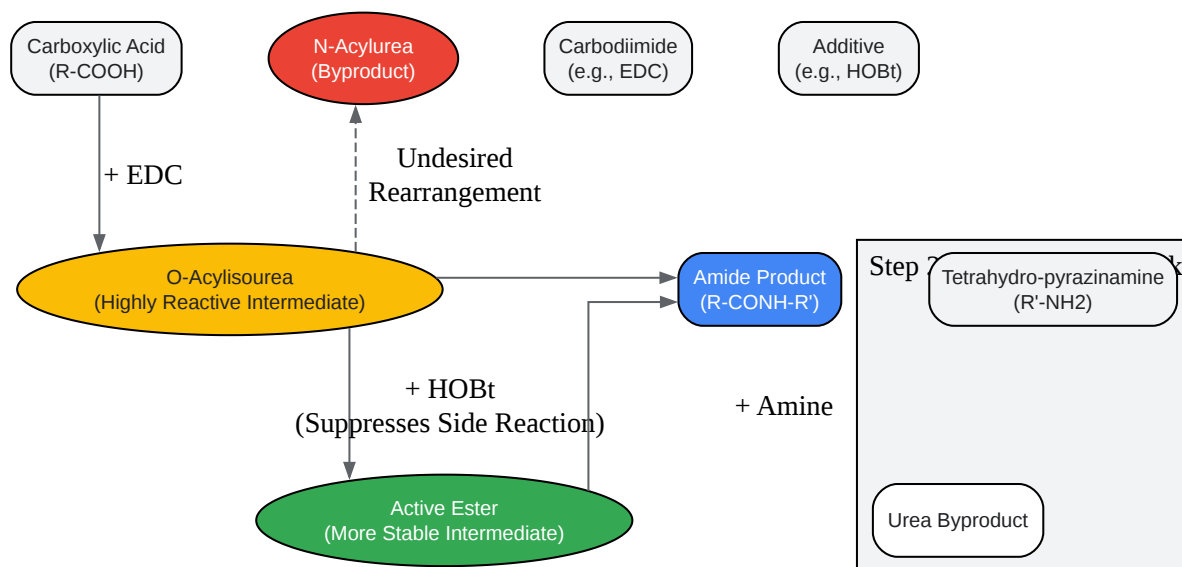 Carboxylic Acid
(R-COOH)
N-Acylurea
(Byproduct)
Carbodiimide
(e.g., EDC)
Additive
(e.g., HOBt)
+ EDC
Undesired
Rearrangement
O-Acylisourea
(Highly Reactive Intermediate)
Amide Product
(R-CONH-R')
Step
Tetrahydro-pyrazinamine
(R'-NH2)
+ HOBt
(Suppresses Side Reaction)
+ Amine
Active Ester
(More Stable Intermediate)
Urea Byproduct